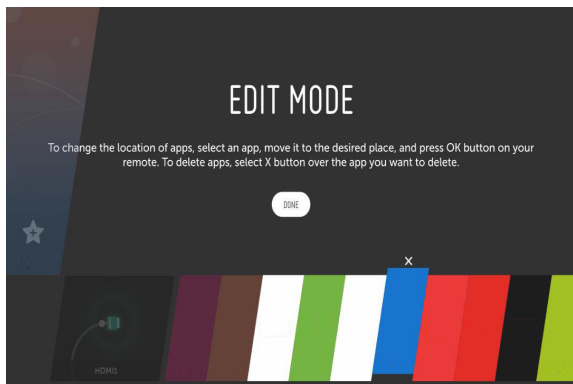 EDIT MODE
To change the location of apps, select an app, move it to the desired place, and press OK button on your
remote. To delete apps, select X button over the app you want to delete.
DONE
X
HDMI1